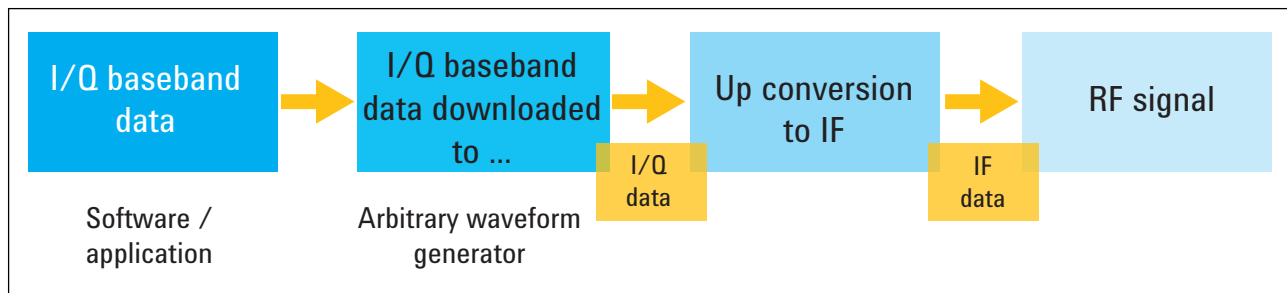 I/Q baseband
data
I/Q baseband
data downloaded
to ...
Up conversion
to IF
RF signal
I/Q
data
IF
data
Software /
application
Arbitrary waveform
generator